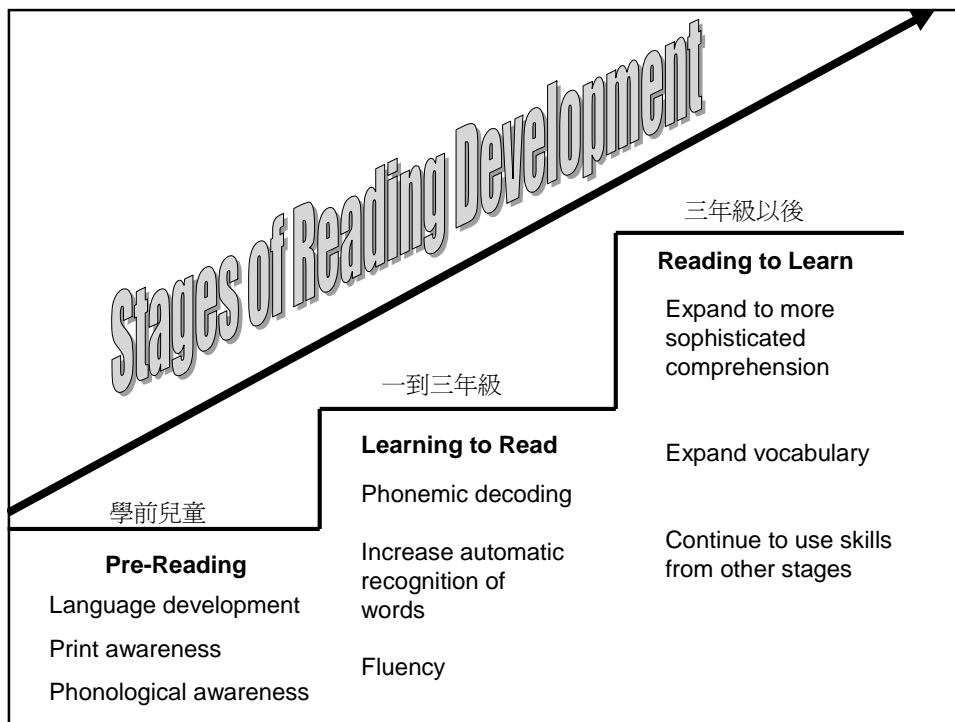 Stages of Reading Development
學前兒童
Pre-Reading
Language development
Print awareness
Phonological awareness
一到三年級
Learning to Read
Phonemic decoding
Increase automatic
recognition of
words
Fluency
三年級以後
Reading to Learn
Expand to more
sophisticated
comprehension
Expand vocabulary
Continue to use skills
from other stages